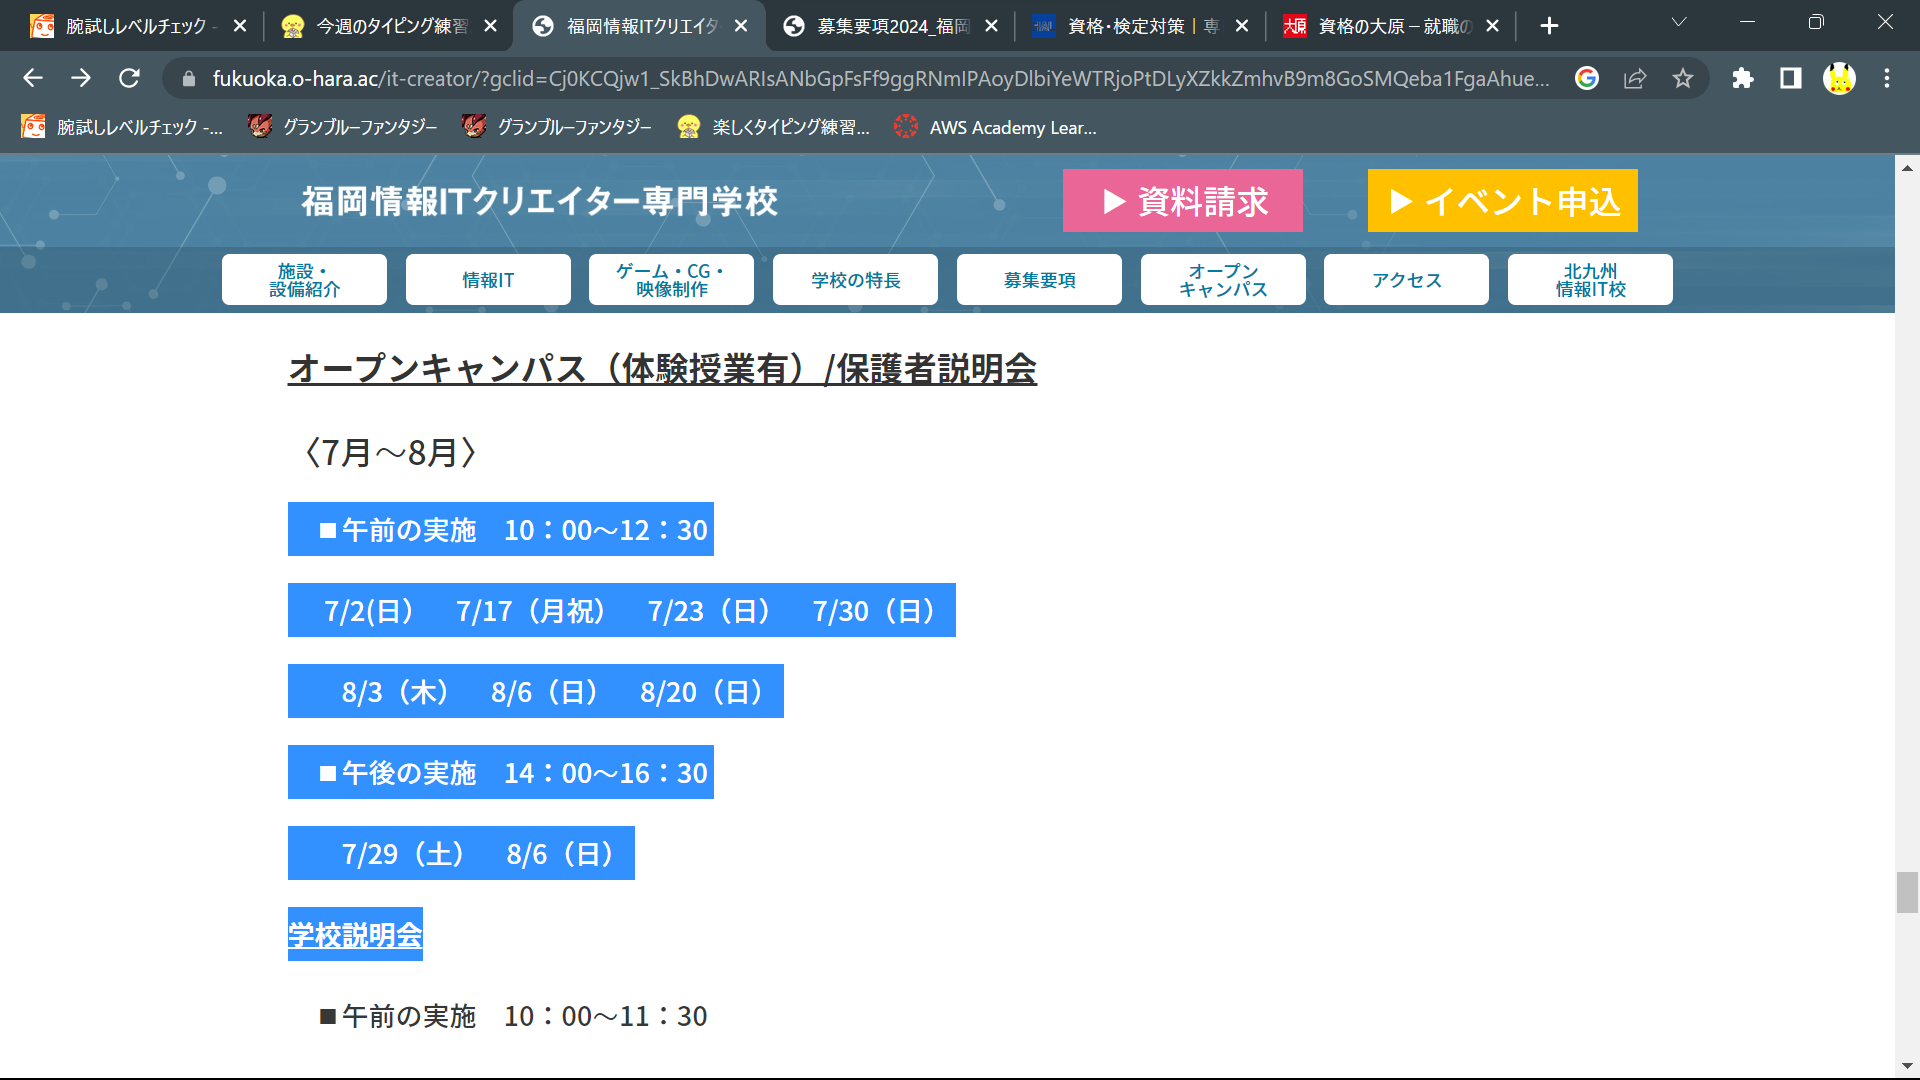 腕試しレベルチェック -
今週のタイピング練習
福岡情報ITクリエイタ
募集要項2024_福岡
資格・検定対策｜専
資格の大原－就職の
fukuoka.o-hara.ac/it-creator/?gclid=Cj0KCQjw1_SkBhDwARIsANbGpFsFf9ggRNmIPAoyDlbiYeWTRjoPtDLyXZkkZmhvB9m8GoSMQeba1FgaAhue...
腕試しレベルチェック -...
グランブルーファンタジー
グランブルーファンタジー
楽しくタイピング練習...
AWS Academy Lear...
福岡情報ITクリエイター専門学校
▶ 資料請求
▶ イベント申込
施設・
設備紹介
情報IT
ゲーム・CG・
映像制作
学校の特長
募集要項
オープン
キャンパス
アクセス
北九州
情報IT校
オープンキャンパス（体験授業有）/保護者説明会
〈7月～8月〉
■午前の実施　10：00～12：30
7/2(日）　7/17（月祝）　7/23（日）　7/30（日）
8/3（木）　8/6（日）　8/20（日）
■午後の実施　14：00～16：30
7/29（土）　8/6（日）
学校説明会
■午前の実施　10：00～11：30